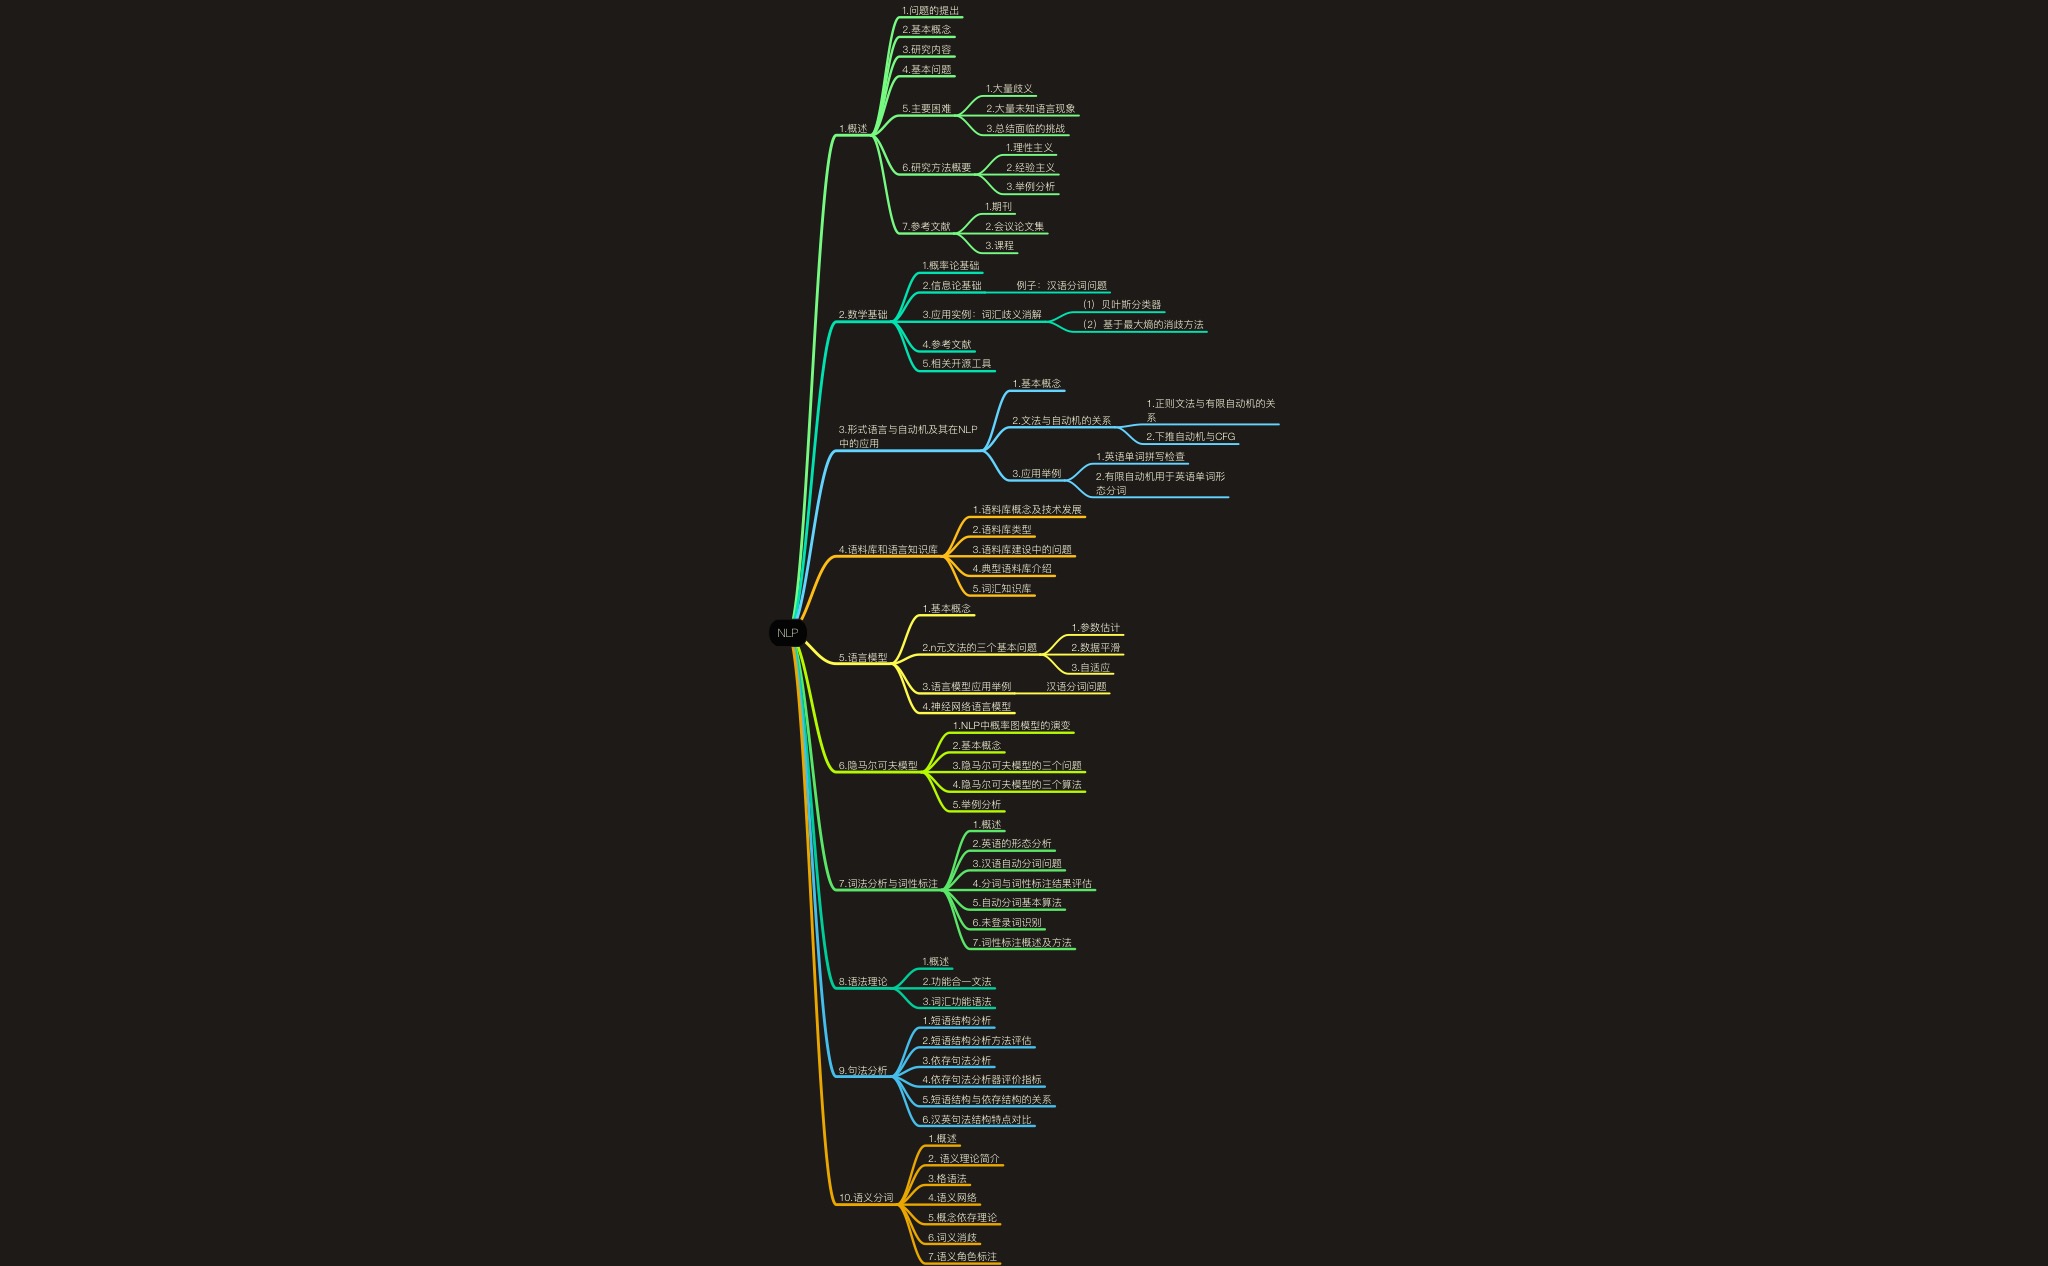 NLP
1.概述
1.问题的提出
2.基本概念
3.研究内容
4.基本问题
5.主要困难
1.大量歧义
2.大量未知语言现象
3.总结面临的挑战
6.研究方法概要
1.理性主义
2.经验主义
3.举例分析
7.参考文献
1.期刊
2.会议论文集
3.课程
2.数学基础
1.概率论基础
2.信息论基础
例子：汉语分词问题
3.应用实例：词汇歧义消解
（1）贝叶斯分类器
（2）基于最大熵的消歧方法
4.参考文献
5.相关开源工具
3.形式语言与自动机及其在NLP
中的应用
1.基本概念
2.文法与自动机的关系
1.正则文法与有限自动机的关
系
2.下推自动机与CFG
3.应用举例
1.英语单词拼写检查
2.有限自动机用于英语单词形
态分词
4.语料库和语言知识库
1.语料库概念及技术发展
2.语料库类型
3.语料库建设中的问题
4.典型语料库介绍
5.词汇知识库
5.语言模型
1.基本概念
2.n元文法的三个基本问题
1.参数估计
2.数据平滑
3.自适应
3.语言模型应用举例
汉语分词问题
4.神经网络语言模型
6.隐马尔可夫模型
1.NLP中概率图模型的演变
2.基本概念
3.隐马尔可夫模型的三个问题
4.隐马尔可夫模型的三个算法
5.举例分析
7.词法分析与词性标注
1.概述
2.英语的形态分析
3.汉语自动分词问题
4.分词与词性标注结果评估
5.自动分词基本算法
6.未登录词识别
7.词性标注概述及方法
8.语法理论
1.概述
2.功能合一文法
3.词汇功能语法
9.句法分析
1.短语结构分析
2.短语结构分析方法评估
3.依存句法分析
4.依存句法分析器评价指标
5.短语结构与依存结构的关系
6.汉英句法结构特点对比
10.语义分词
1.概述
2. 语义理论简介
3.格语法
4.语义网络
5.概念依存理论
6.词义消歧
7.语义角色标注